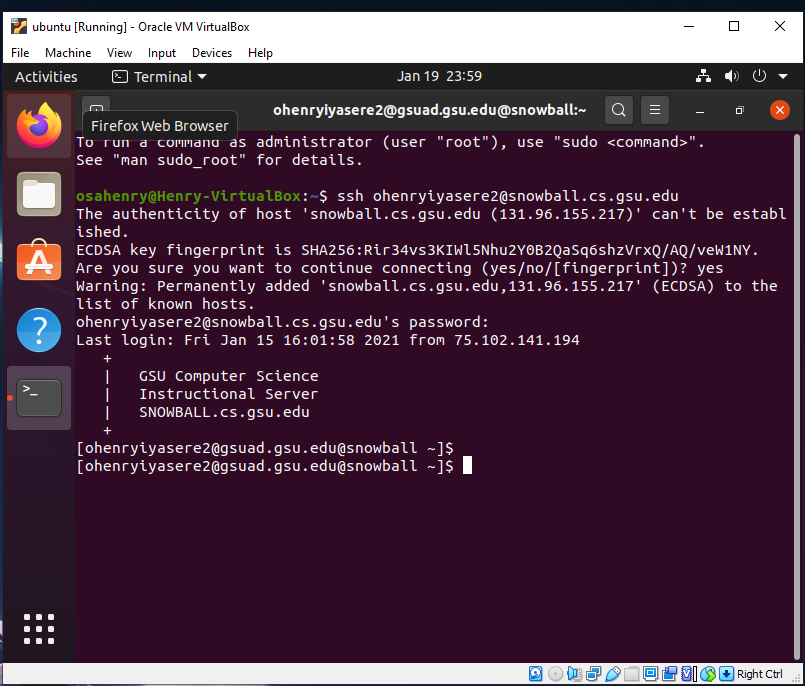 ubuntu [Running] - Oracle VM VirtualBox
File Machine View Input Devices Help
Activities Terminal Jan 19 23:59
ohenryiyasere2@gsuad.gsu.edu@snowball:~
Firefox Web Browser
To run a command as administrator (user "root"), use "sudo <command>".
See "man sudo_root" for details.
osahenry@Henry-VirtualBox:~$ ssh ohenryiyasere2@snowball.cs.gsu.edu
The authenticity of host 'snowball.cs.gsu.edu (131.96.155.217)' can't be establ
ished.
ECDSA key fingerprint is SHA256:Rir34vs3KIWl5Nhu2Y0B2QaSq6shzVrxQ/AQ/veW1NY.
Are you sure you want to continue connecting (yes/no/[fingerprint])? yes
Warning: Permanently added 'snowball.cs.gsu.edu,131.96.155.217' (ECDSA) to the
list of known hosts.
ohenryiyasere2@snowball.cs.gsu.edu's password:
Last login: Fri Jan 15 16:01:58 2021 from 75.102.141.194
+
| GSU Computer Science
| Instructional Server
| SNOWBALL.cs.gsu.edu
+
[ohenryiyasere2@gsuad.gsu.edu@snowball ~]$
[ohenryiyasere2@gsuad.gsu.edu@snowball ~]$
Right Ctrl